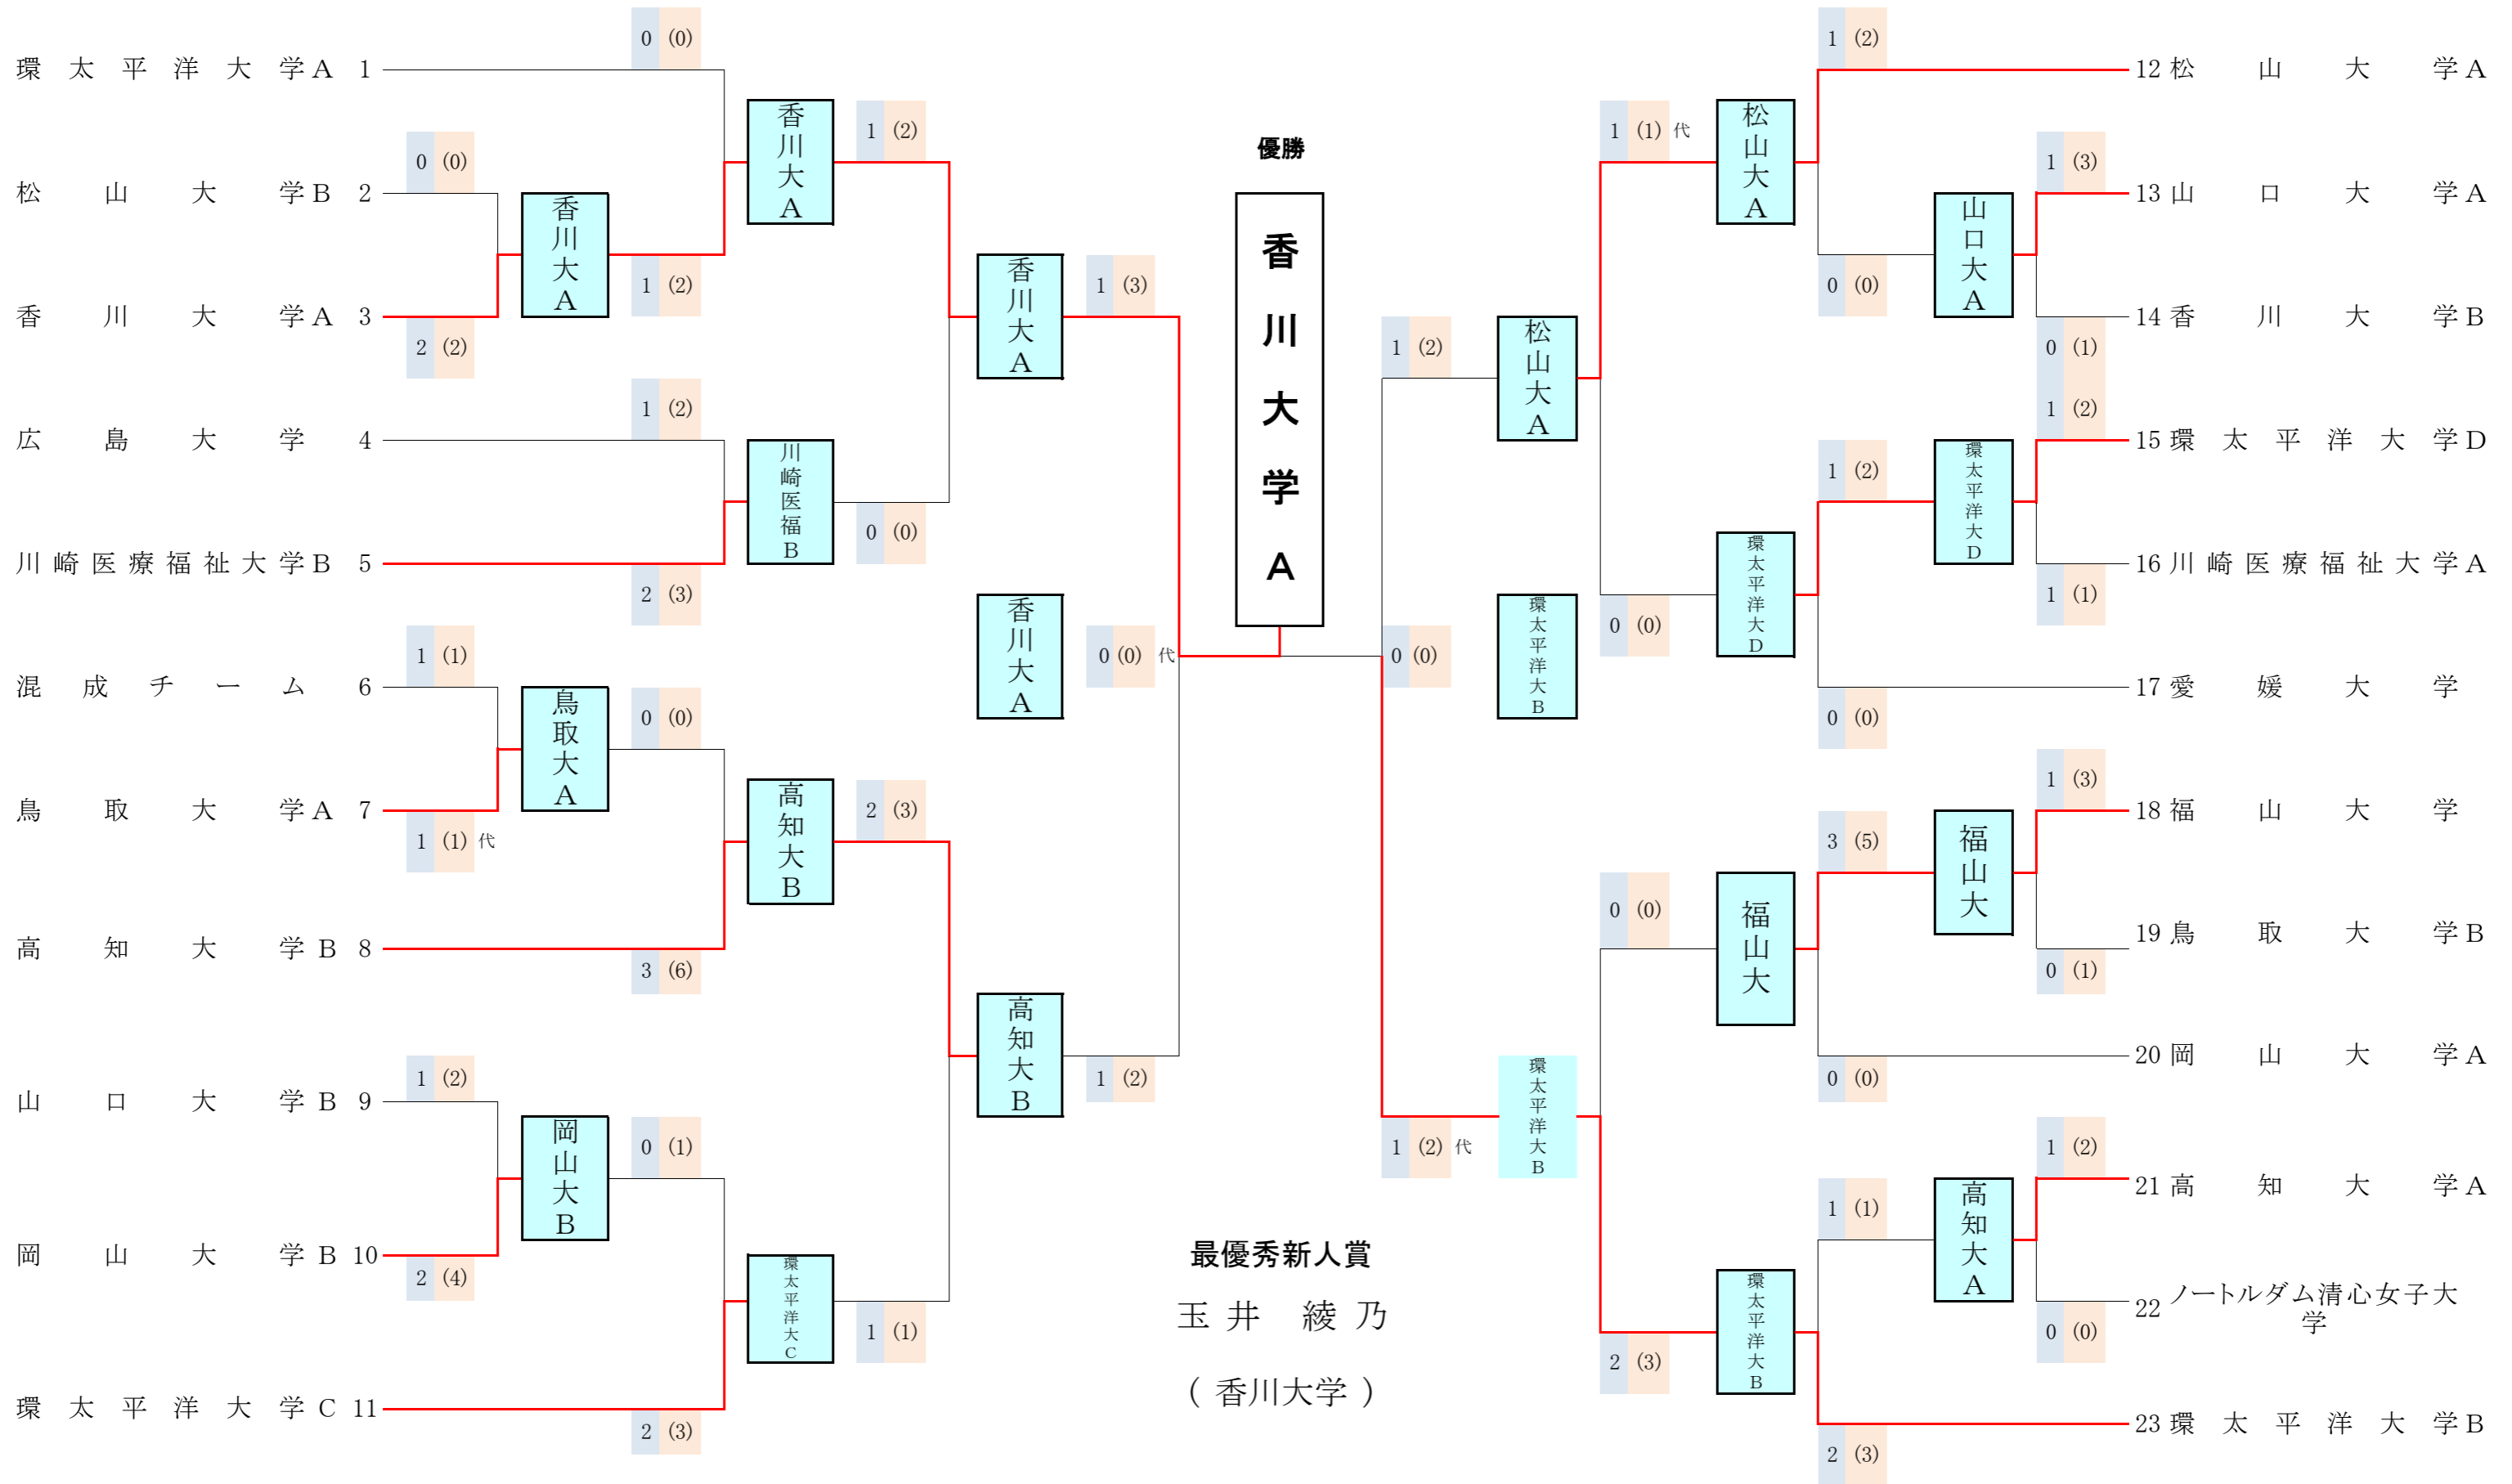 優勝
香川大学A
環太平洋大学A 1
松山大学B 2
香川大学A 3
広島大学 4
川崎医療福祉大学B 5
混成チーム 6
鳥取大学A 7
高知大学B 8
山口大学B 9
岡山大学B 10
環太平洋大学C 11
0 (0)
2 (2)
1 (1)
1 (1) 代
1 (2)
2 (4)
香川大A
鳥取大A
岡山大B
0 (0)
1 (2)
1 (2)
2 (3)
0 (0)
3 (6)
0 (1)
2 (3)
香川大A
川崎医福B
高知大B
環太平洋大C
1 (2)
0 (0)
2 (3)
1 (1)
香川大A
香川大A
高知大B
1 (3)
0 (0) 代
1 (2)
最優秀新人賞
玉井 綾乃
(香川大学)
1 (2)
0 (0)
1 (2) 代
松山大A
環太平洋大B
環太平洋大B
1 (1) 代
0 (0)
0 (0)
2 (3)
松山大A
環太平洋大D
福山大
環太平洋大B
1 (2)
0 (0)
1 (2)
0 (0)
3 (5)
0 (0)
1 (1)
2 (3)
山口大A
環太平洋大D
福山大
高知大A
1 (3)
0 (1)
1 (2)
1 (1)
1 (3)
0 (1)
1 (2)
0 (0)
12 松山大学A
13 山口大学A
14 香川大学B
15 環太平洋大学D
16 川崎医療福祉大学A
17 愛媛大学
18 福山大学
19 鳥取大学B
20 岡山大学A
21 高知大学A
22 ノートルダム清心女子大
学
23 環太平洋大学B